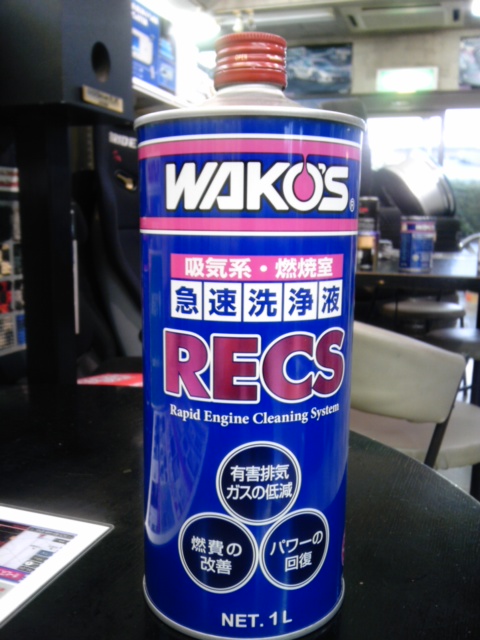 WAKO'S®
吸気系・燃焼室
急速洗浄液
RECS
Rapid Engine Cleaning System
有害排気
ガスの低減
燃費の
改善
パワーの
回復
NET. 1L